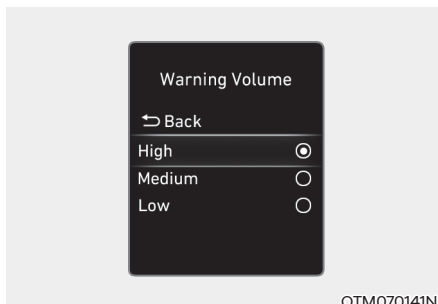 Warning Volume
Back
High
Medium
Low
OTM070141N